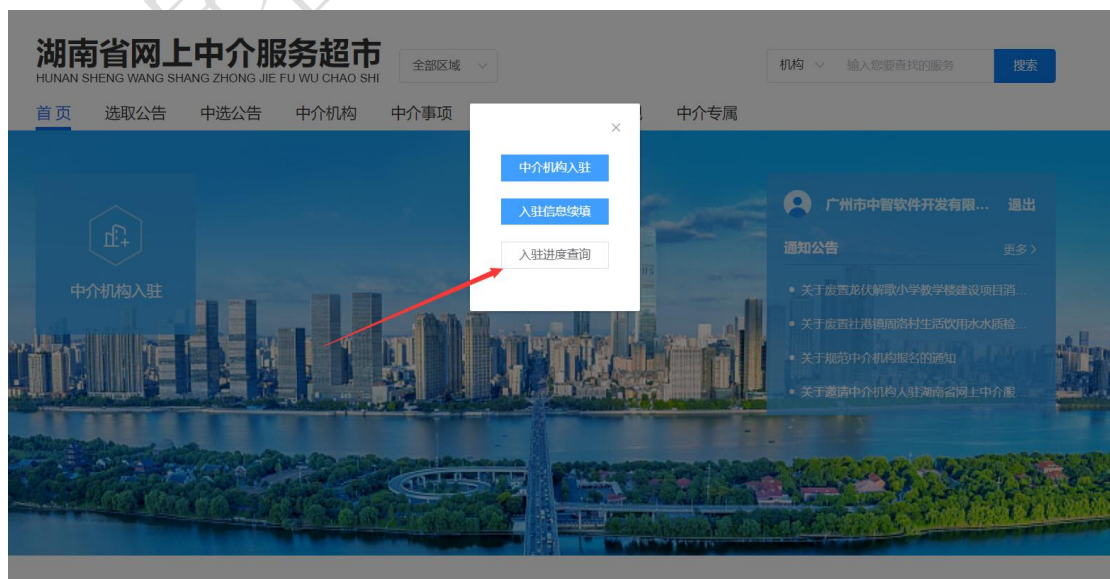 湖南省网上中介服务超市
HUNAN SHENG WANG SHANG ZHONG JIE FU WU CHAO SHI
全部区域
机构
输入您要查找的服务
搜索
首页 选取公告 中选公告 中介机构 中介事项 中介专属
中介机构入驻
入驻信息续填
入驻进度查询
中介机构入驻
广州市中智软件开发有限... 退出
通知公告 更多>
• 关于废置龙伏解歌小学教学楼建设项目消...
• 关于废置社港镇周洛村生活饮用水水质检...
• 关于规范中介机构报名的通知
• 关于邀请中介机构入驻湖南省网上中介服...